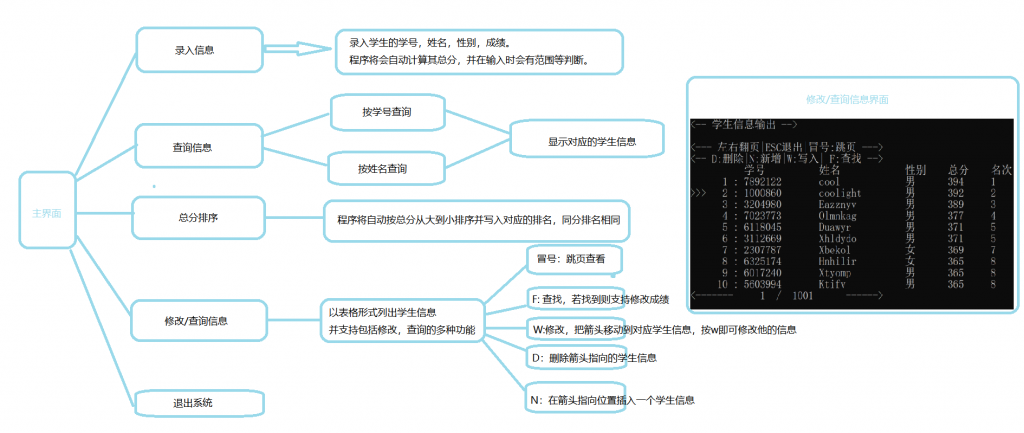 主界面
录入信息
录入学生的学号，姓名，性别，成绩。
程序将会自动计算其总分，并在输入时会有范围等判断。
查询信息
按学号查询
按姓名查询
显示对应的学生信息
总分排序
程序将自动按总分从大到小排序并写入对应的排名，同分排名相同
修改/查询信息
以表格形式列出学生信息
并支持包括修改，查询的多种功能
冒号：跳页查看
F: 查找，若找到则支持修改成绩
W:修改，把箭头移动到对应学生信息，按w即可修改他的信息
D：删除箭头指向的学生信息
N：在箭头指向位置插入一个学生信息
退出系统
修改/查询信息界面
<-- 学生信息输出 -->
<--- 左右翻页|ESC退出|冒号:跳页 --->
<-- D:删除|N:新增|W:写入| F:查找 -->
学号 姓名 性别 总分 名次
1 : 7892122 cool 男 394 1
>>> 2 : 1000860 coolight 男 392 2
3 : 3204980 Eazznyv 男 389 3
4 : 7023773 Olmnkag 男 377 4
5 : 6118045 Duawyr 男 371 5
6 : 3112669 Xhldydo 男 371 5
7 : 2307787 Xbekol 女 369 7
8 : 6325174 Hnhilir 女 365 8
9 : 6017240 Xtyomp 男 365 8
10 : 5603994 Ktifv 男 365 8
<------- 1 / 1001 ------>